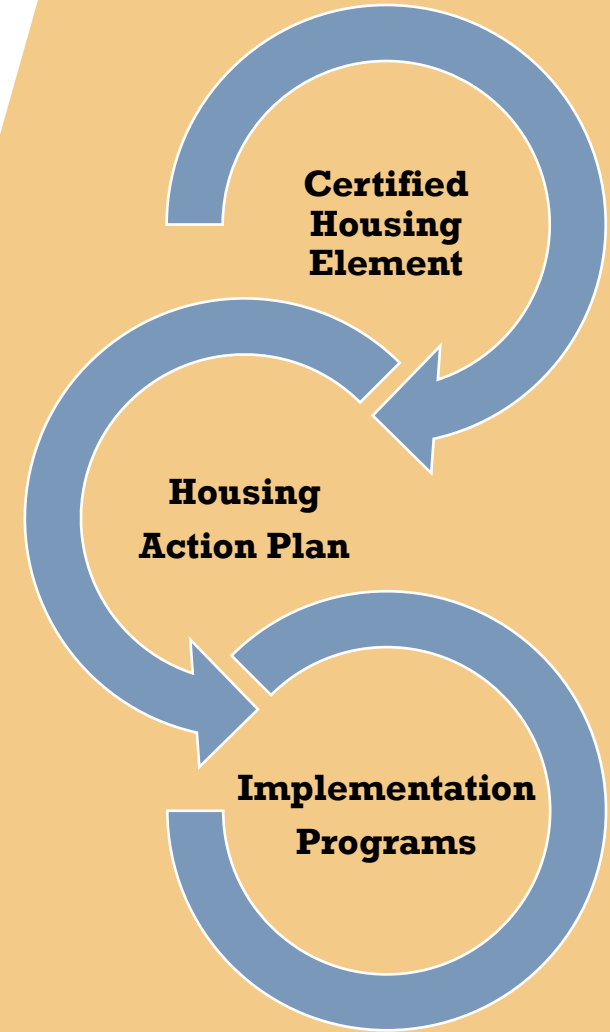 Certified
Housing
Element
Housing
Action Plan
Implementation
Programs